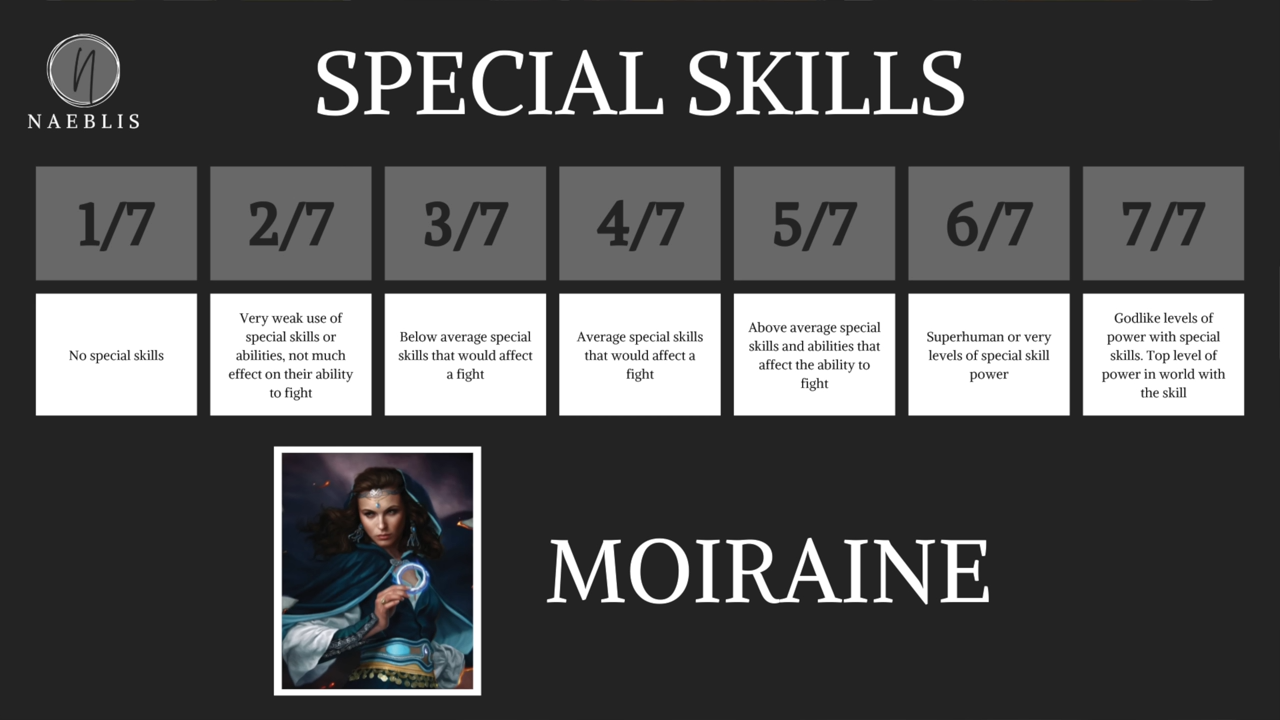 n
NAEBLIS
SPECIAL SKILLS
1/7
2/7
3/7
4/7
5/7
6/7
7/7
No special skills
Very weak use of
special skills or
abilities, not much
effect on their ability
to fight
Below average special
skills that would affect
a fight
Average special skills
that would affect a
fight
Above average special
skills and abilities that
affect the ability to
fight
Superhuman or very
levels of special skill
power
Godlike levels of
power with special
skills. Top level of
power in world with
the skill
MOIRAINE